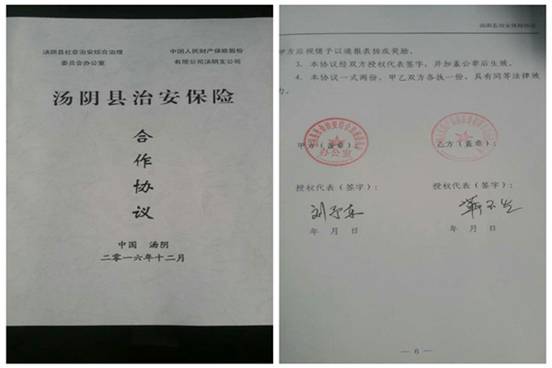 汤阴县社会治安综合治理
委员会办公室
中国人民财产保险股份
有限公司汤阴支公司
汤阴县治安保险
合
作
协
议
中国 汤阴
二零一六年十二月
汤阴县治安保险合作协议
甲方应视情予以通报表扬或奖励。
3. 本协议经双方授权代表签字，并加盖公章后生效。
4. 本协议一式两份，甲乙双方各执一份，具有同等法律效
力。
甲方（盖章）：
乙方（盖章）：
授权代表（签字）：
授权代表（签字）：
年 月 日
年 月 日
— 6 —